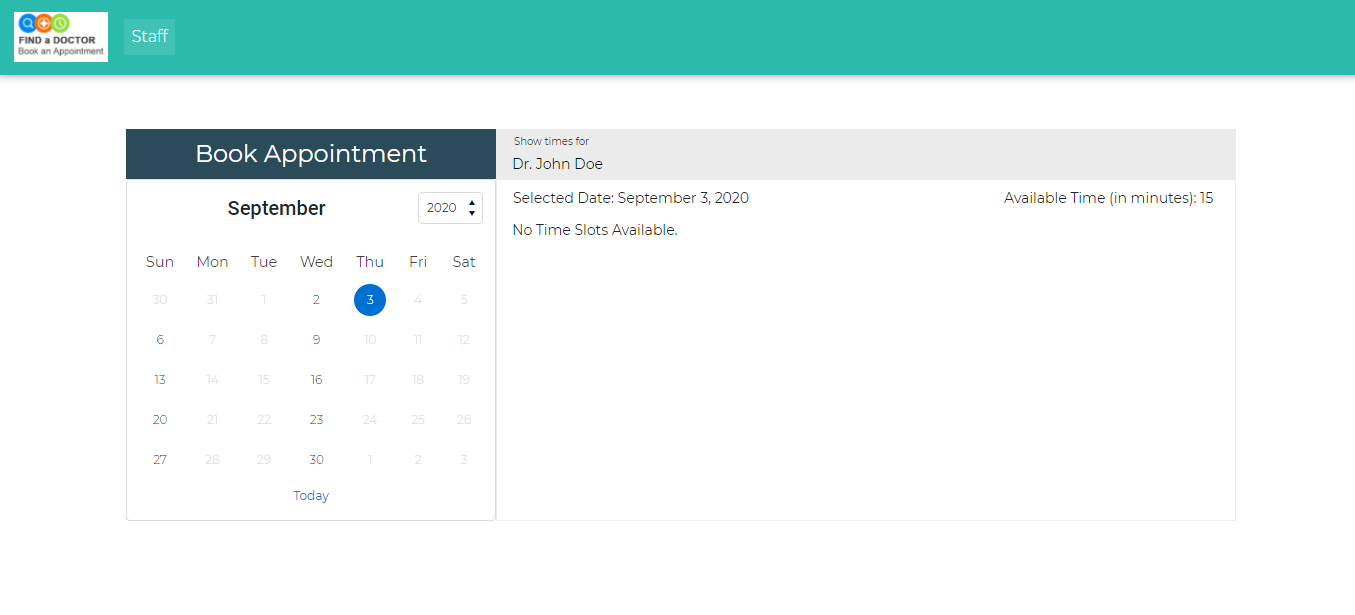 FIND a DOCTOR
Book an Appointment
Staff
Book Appointment
September
2020
Sun Mon Tue Wed Thu Fri Sat
30 31 1 2 3 4 5
6 7 8 9 10 11 12
13 14 15 16 17 18 19
20 21 22 23 24 25 26
27 28 29 30 1 2 3
Today
Show times for
Dr. John Doe
Selected Date: September 3, 2020
Available Time (in minutes): 15
No Time Slots Available.